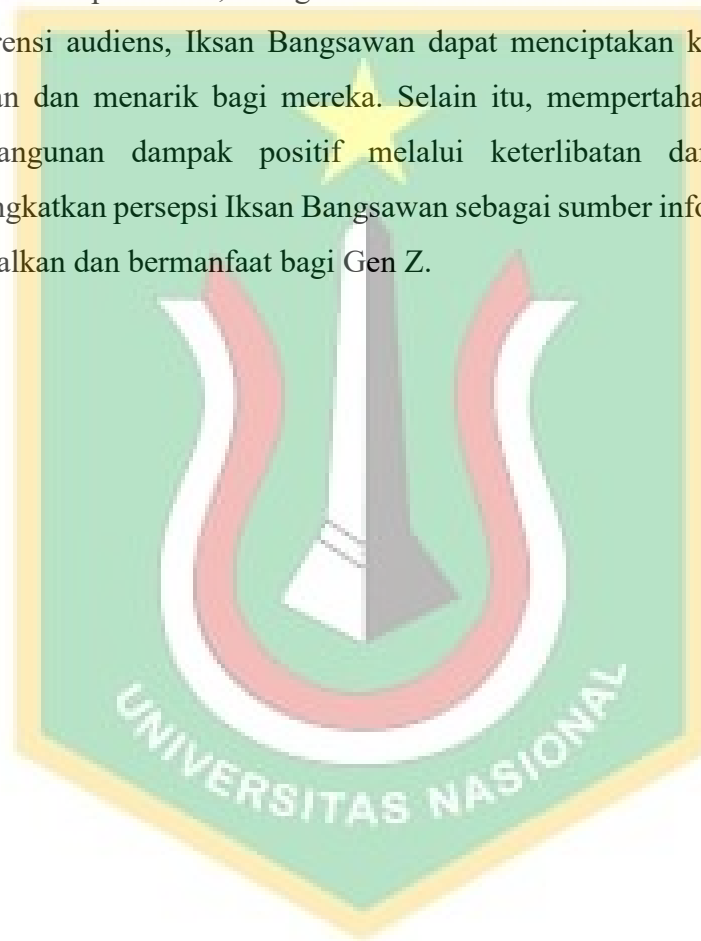 rensi audiens, Iksan Bangsawan dapat menciptakan k
an dan menarik bagi mereka. Selain itu, mempertaha
angunan dampak positif melalui keterlibatan da
ngkatkan persepsi Iksan Bangsawan sebagai sumber info
alkan dan bermanfaat bagi Gen Z.
UNIVERSITAS NASIONAL